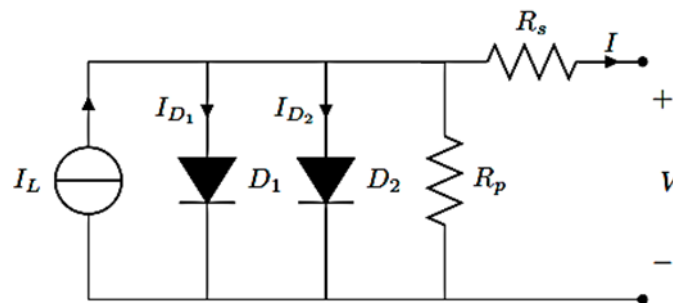 R_s
I
+
I_{D_1}
I_{D_2}
I_L
D_1
D_2
R_p
V
−